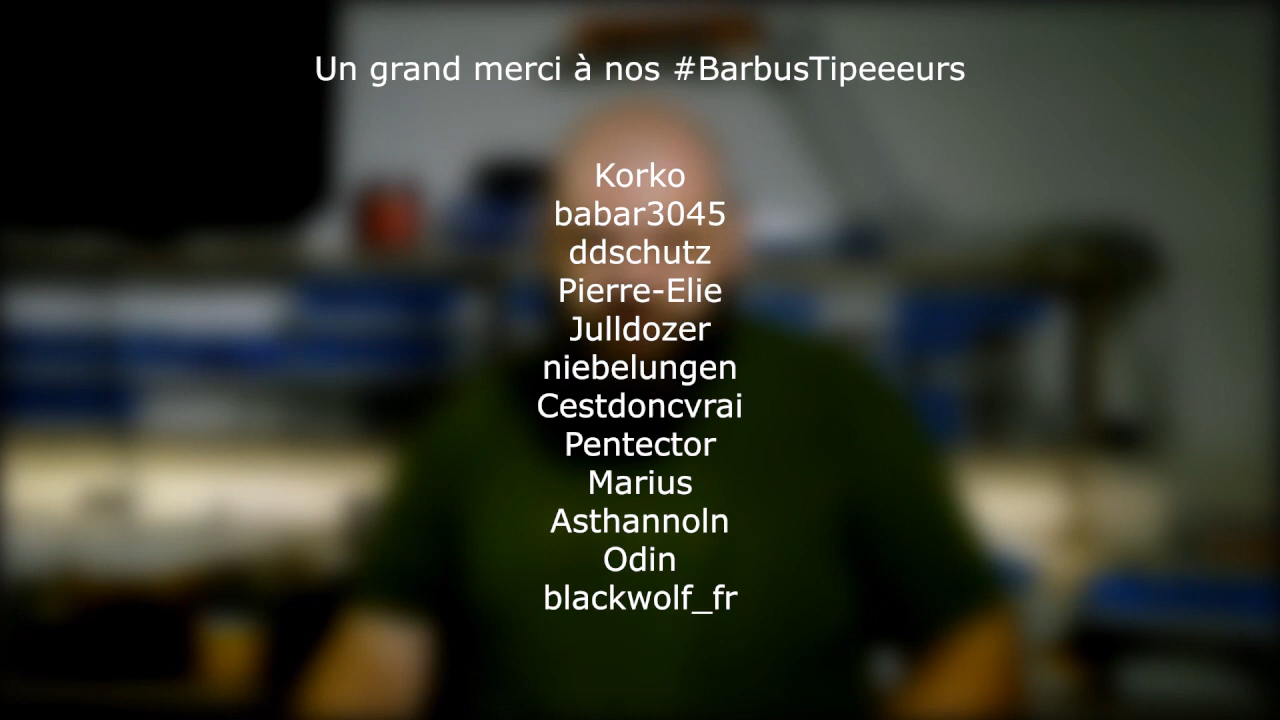 Un grand merci à nos #BarbusTipeeeurs
Korko
babar3045
ddschutz
Pierre-Elie
Julldozer
niebelungen
Cestdoncvrai
Pentector
Marius
Asthannoln
Odin
blackwolf_fr